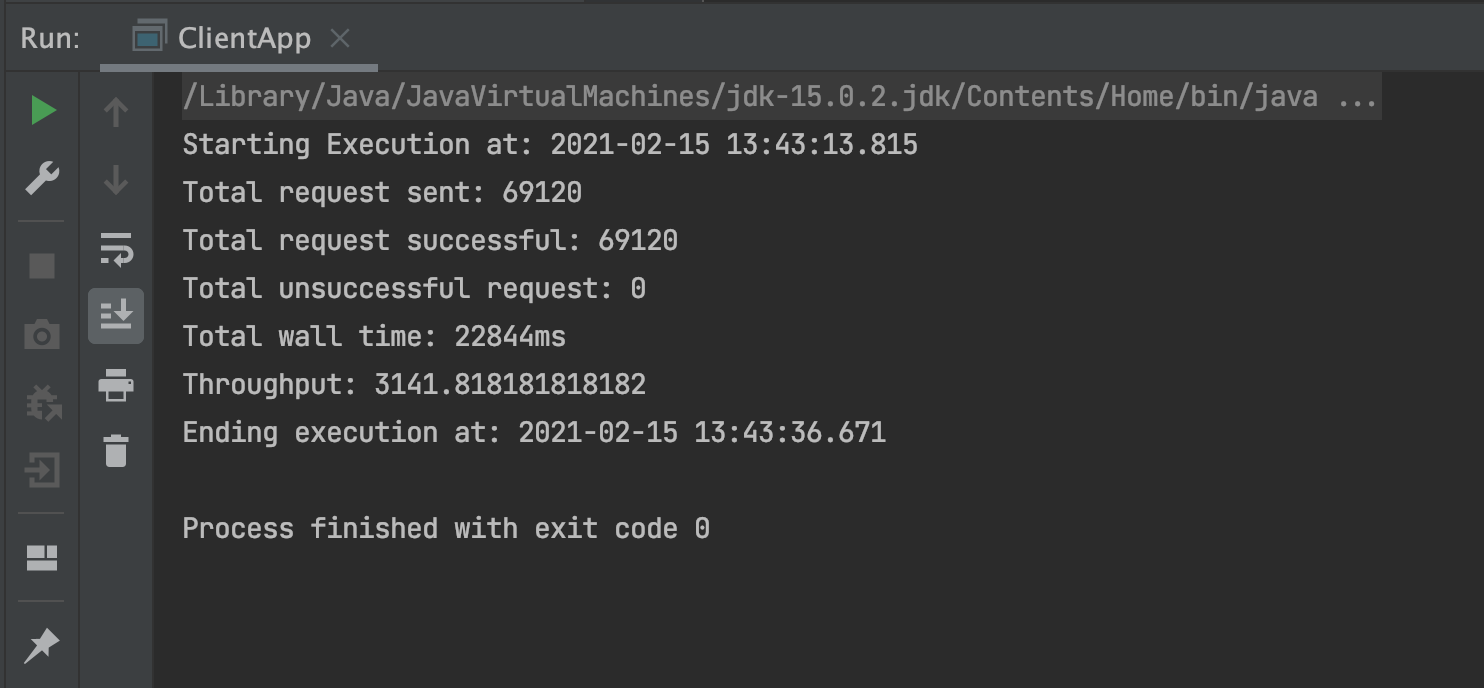 Run: ClientApp
/Library/Java/JavaVirtualMachines/jdk-15.0.2.jdk/Contents/Home/bin/java ...
Starting Execution at: 2021-02-15 13:43:13.815
Total request sent: 69120
Total request successful: 69120
Total unsuccessful request: 0
Total wall time: 22844ms
Throughput: 3141.818181818182
Ending execution at: 2021-02-15 13:43:36.671
Process finished with exit code 0